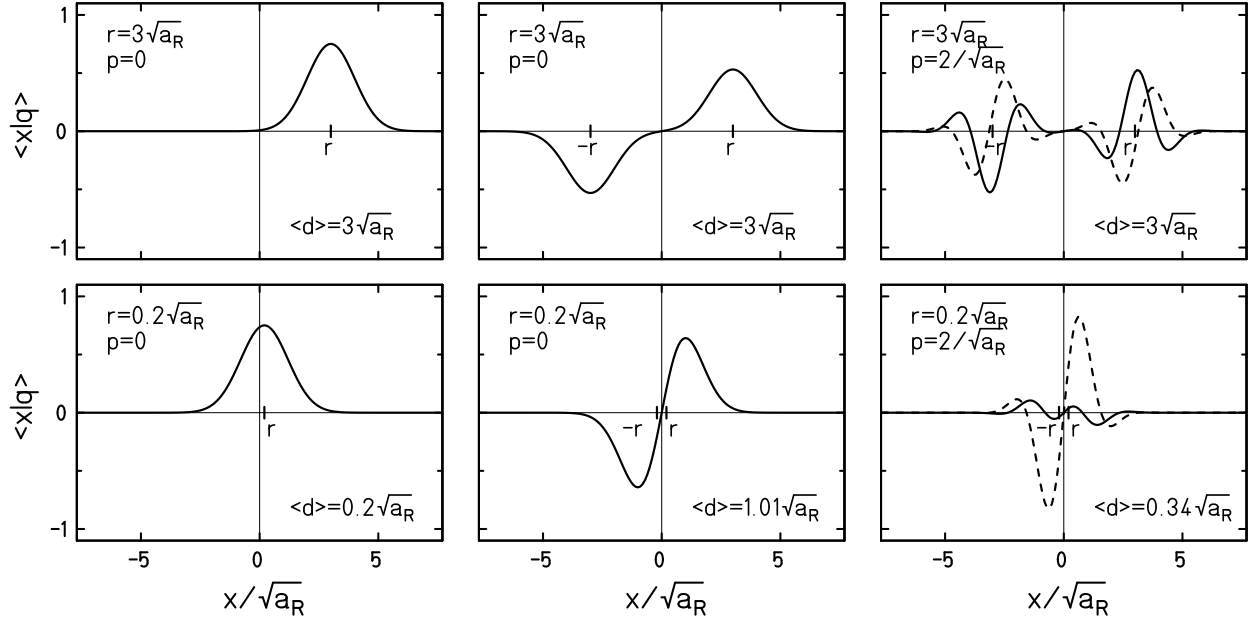 1
0
-1
<x|q>
r=3√a_R
p=0
r
<d>=3√a_R
r=3√a_R
p=0
-r
r
<d>=3√a_R
r=3√a_R
p=2/√a_R
-r
r
<d>=3√a_R
1
0
-1
<x|q>
r=0.2√a_R
p=0
r
<d>=0.2√a_R
r=0.2√a_R
p=0
-r
r
<d>=1.01√a_R
r=0.2√a_R
p=2/√a_R
-r
r
<d>=0.34√a_R
-5 0 5
-5 0 5
-5 0 5
x/√a_R
x/√a_R
x/√a_R